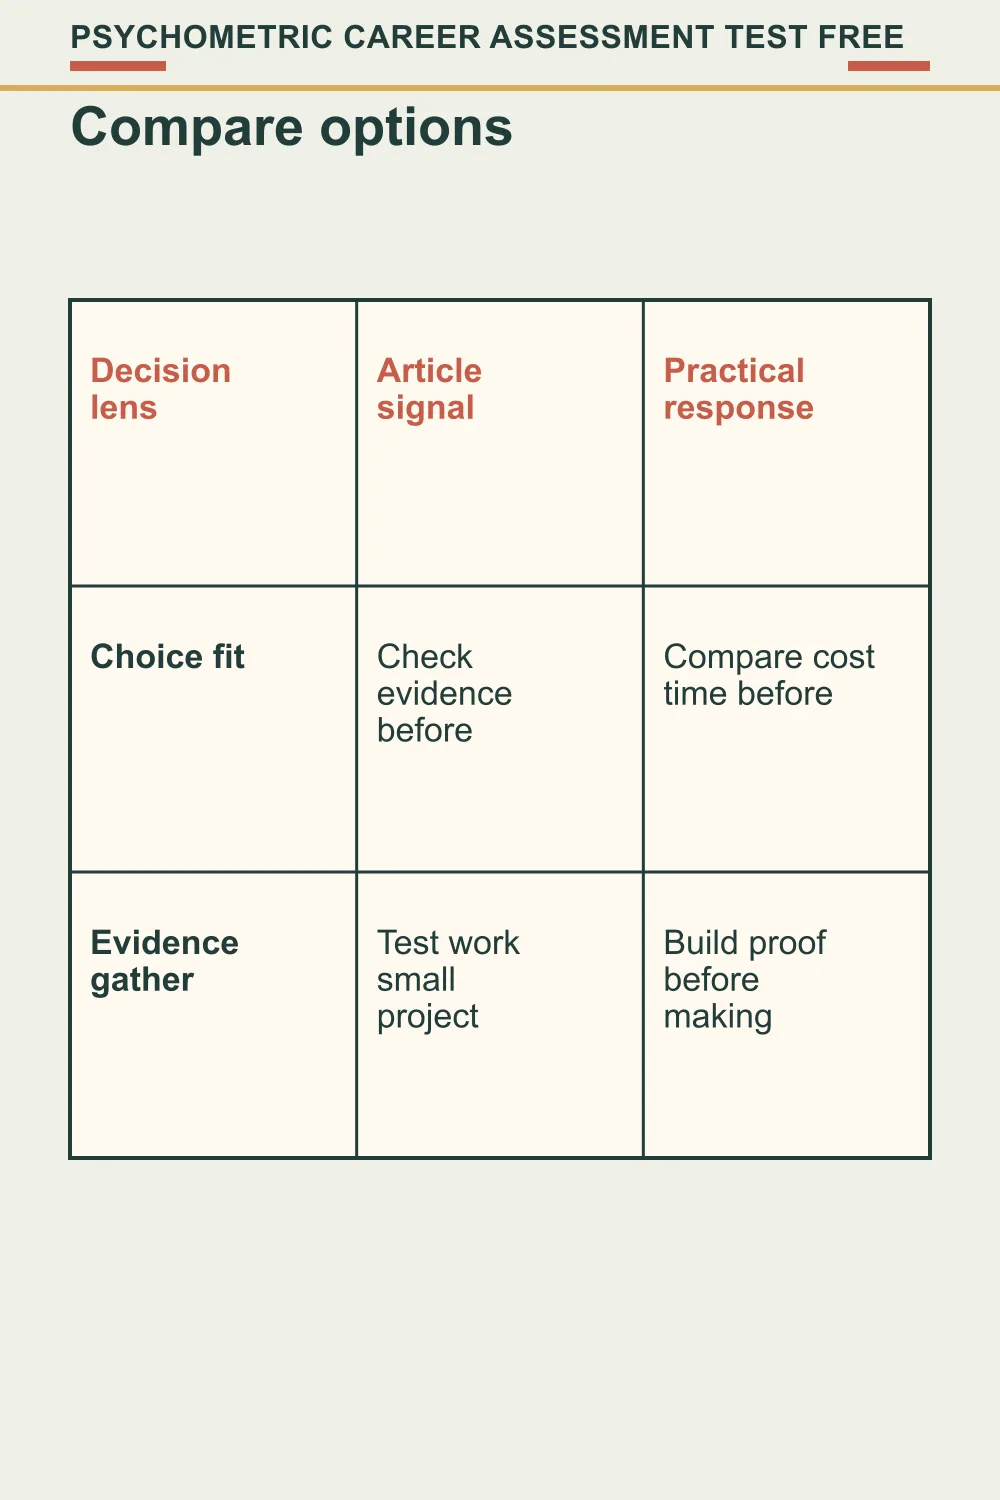 PSYCHOMETRIC CAREER ASSESSMENT TEST FREE
Compare options
Decision
lens
Article
signal
Practical
response
Choice fit
Check
evidence
before
Compare cost
time before
Evidence
gather
Test work
small
project
Build proof
before
making